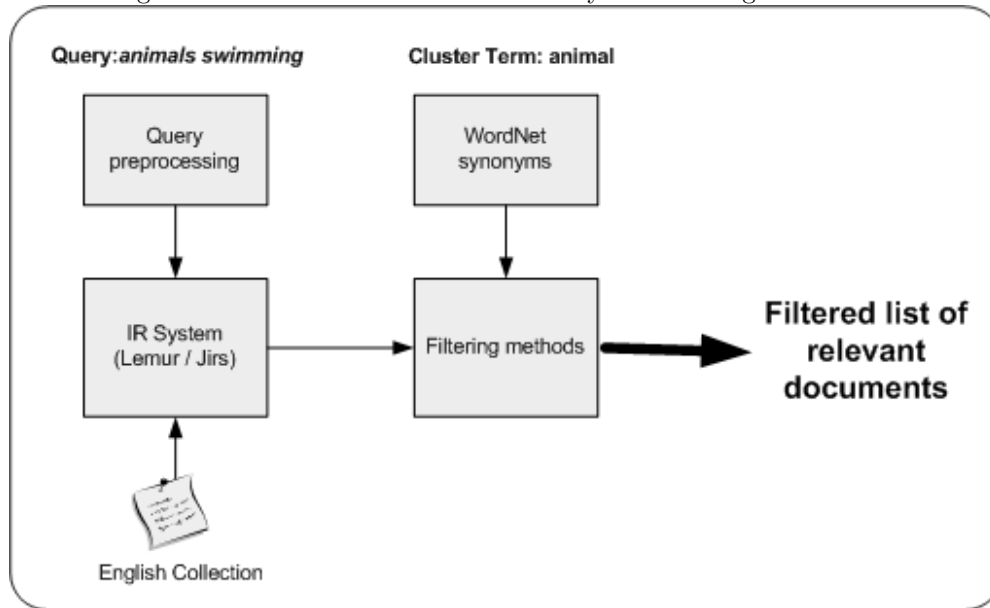 Query:animals swimming
Cluster Term: animal
Query
preprocessing
WordNet
synonyms
IR System
(Lemur / Jirs)
Filtering methods
Filtered list of
relevant
documents
English Collection